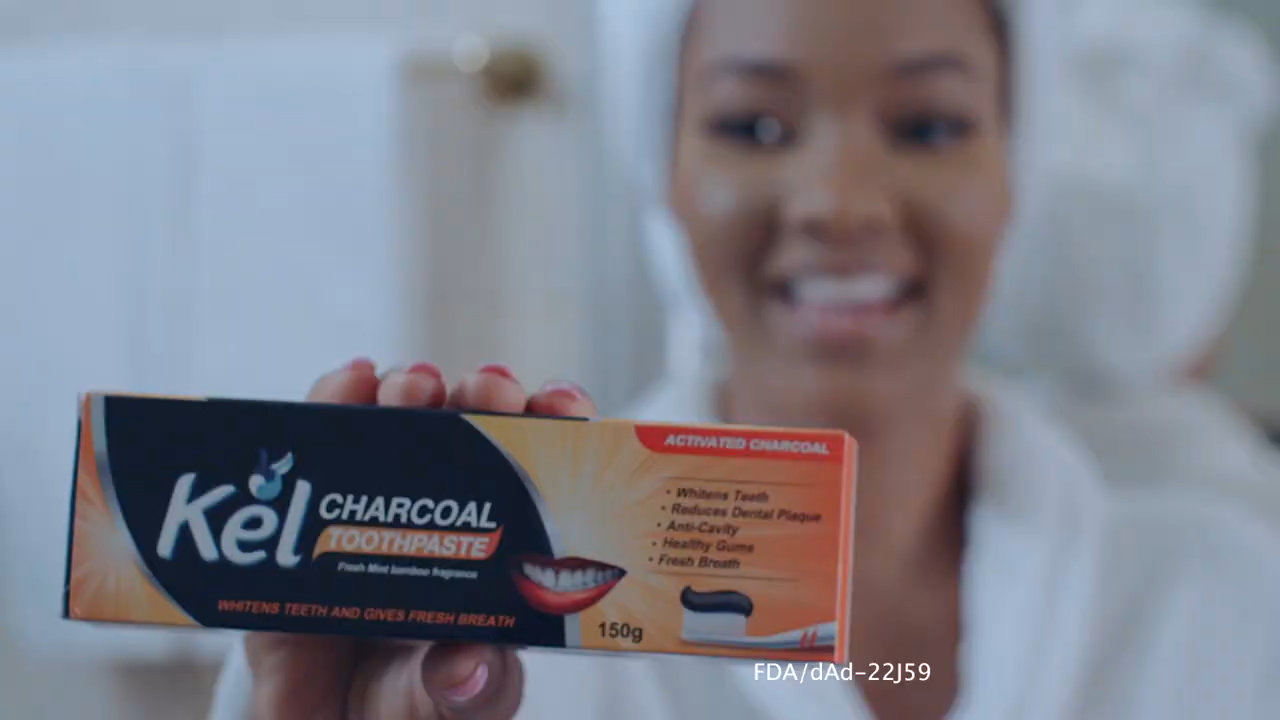 Kel
CHARCOAL
TOOTHPASTE
Fresh Mint bamboo fragrance
WHITENS TEETH AND GIVES FRESH BREATH
ACTIVATED CHARCOAL
• Whitens Teeth
• Reduces Dental Plaque
• Anti-Cavity
• Healthy Gums
• Fresh Breath
150g
FDA/dAd-22J59